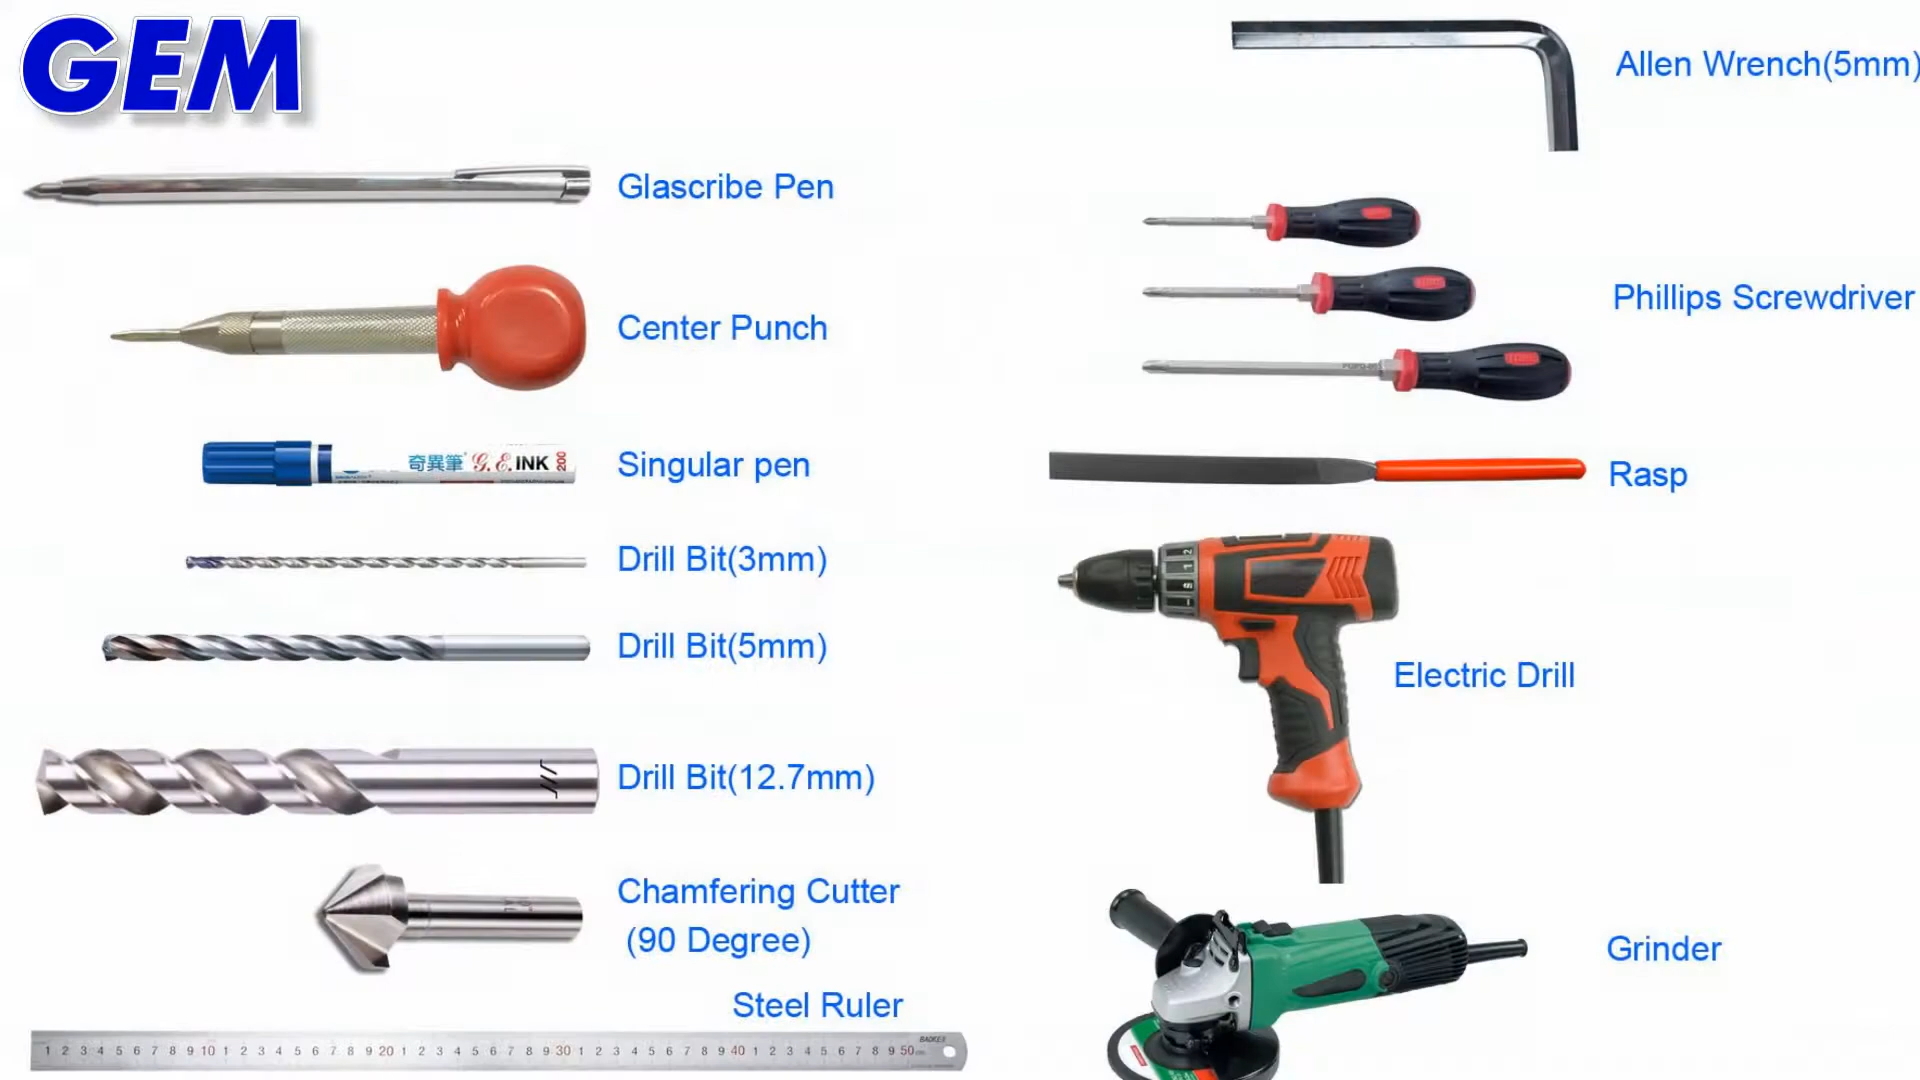 GEM
Glascribe Pen
Center Punch
奇異筆 G.E. INK 200
Singular pen
Drill Bit(3mm)
Drill Bit(5mm)
Drill Bit(12.7mm)
Chamfering Cutter
(90 Degree)
Steel Ruler
1 2 3 4 5 6 7 8 9 10 1 2 3 4 5 6 7 8 9 20 1 2 3 4 5 6 7 8 9 30 1 2 3 4 5 6 7 8 9 40 1 2 3 4 5 6 7 8 9 50
Allen Wrench(5mm)
Phillips Screwdriver
Rasp
Electric Drill
Grinder